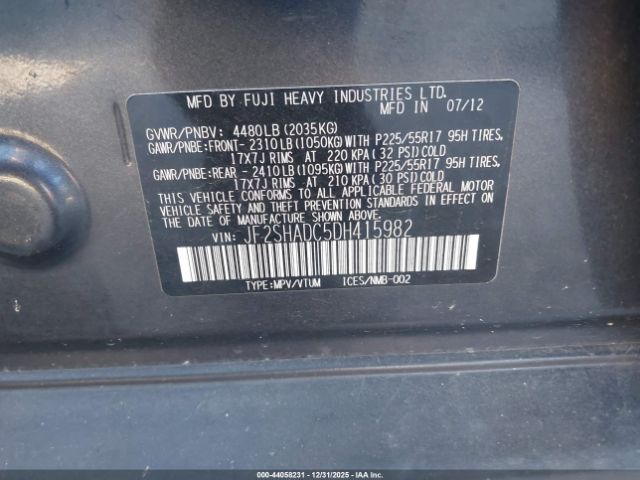 MFD BY FUJI HEAVY INDUSTRIES LTD.
MFD IN 07/12
GVWR/PNBV: 4480LB(2035KG)
GAWR/PNBE:FRONT- 2310LB(1050KG)WITH P225/55R17 95H TIRES,
17X7J RIMS AT 220 KPA(32 PSI)COLD
GAWR/PNBE:REAR - 2410LB(1095KG)WITH P225/55R17 95H TIRES,
17X7J RIMS AT 210 KPA(30 PSI)COLD
THIS VEHICLE CONFORMS TO ALL APPLICABLE FEDERAL MOTOR
VEHICLE SAFETY AND THEFT PREVENTION STANDARDS IN EFFECT ON
THE DATE OF MANUFACTURE SHOWN ABOVE.
VIN: JF2SHADC5DH415982
TYPE:MPV/VTUM ICES/NMB-002
000-44058231 - 12/31/2025 - IAA Inc.